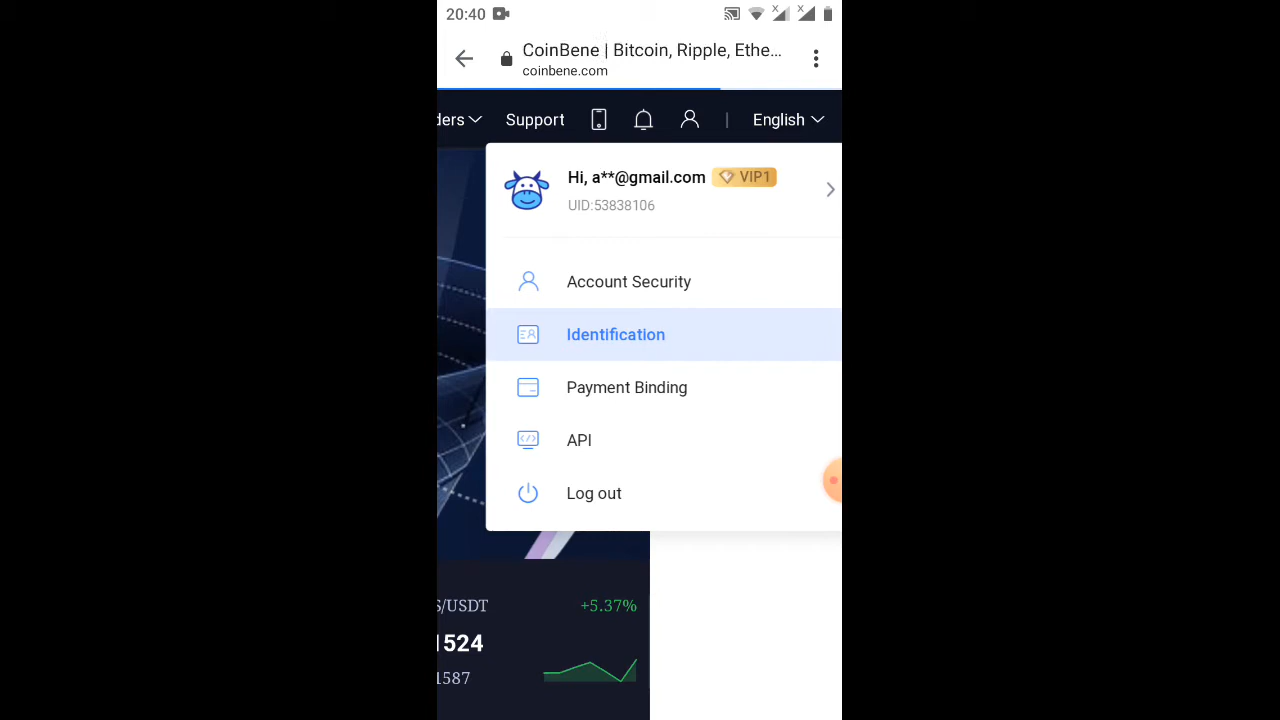 20:40
CoinBene | Bitcoin, Ripple, Ethe...
coinbene.com
ders Support | English
Hi, a**@gmail.com VIP1
UID:53838106
Account Security
Identification
Payment Binding
API
Log out
/USDT +5.37%
1524
1587